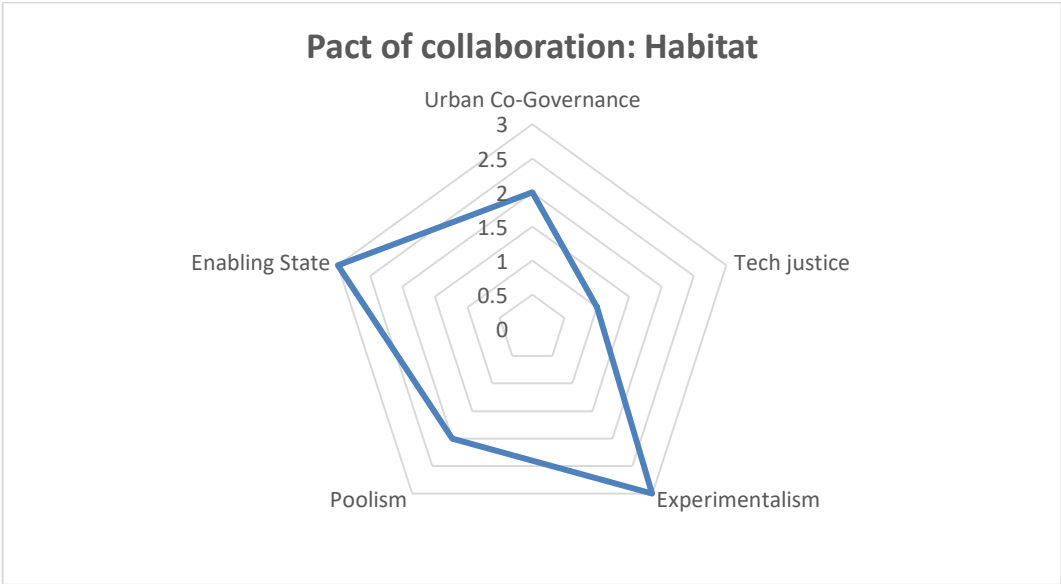 Pact of collaboration: Habitat
Urban Co-Governance
3
2.5
2
1.5
1
0.5
0
Enabling State
Tech justice
Poolism
Experimentalism